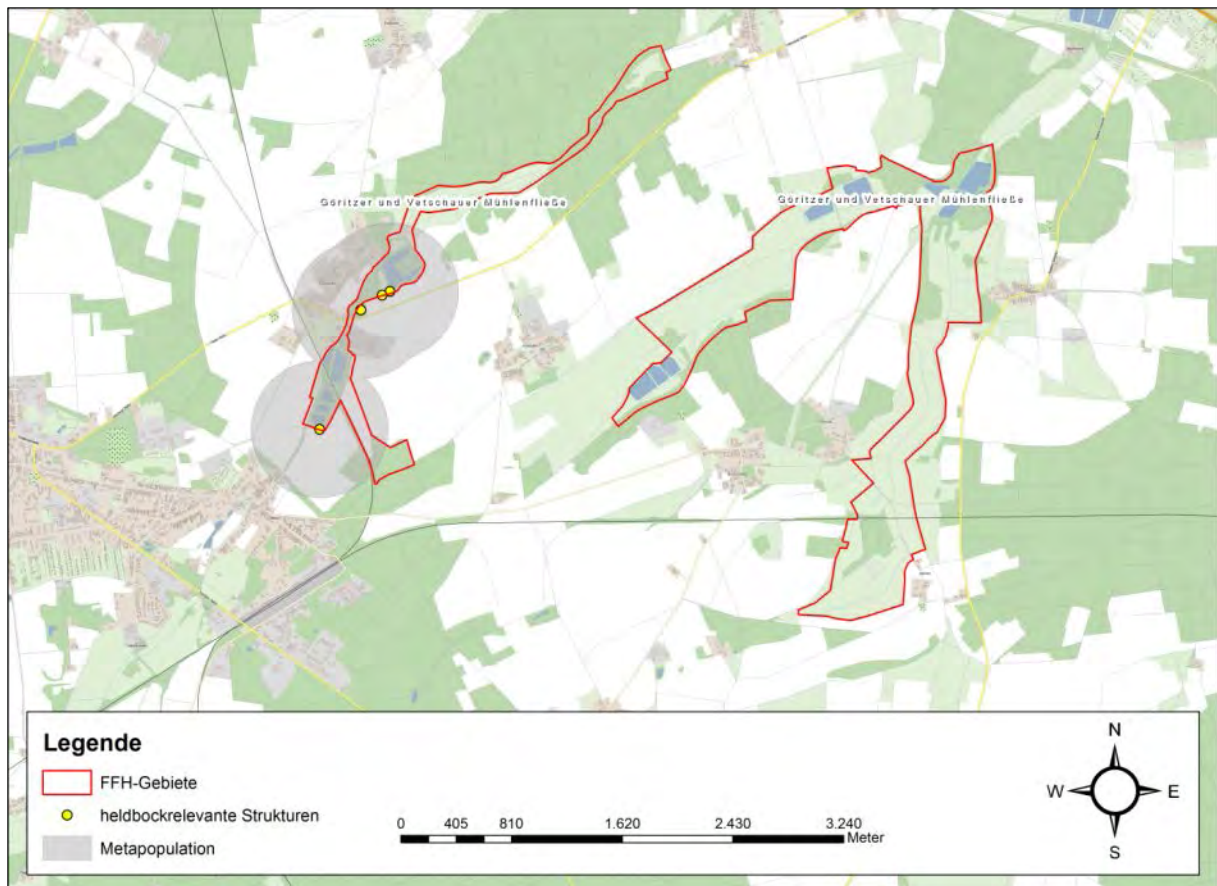 Göritzer und Vetschauer Mühlenfließe
Göritzer und Vetschauer Mühlenfließe
Legende
FFH-Gebiete
heldbockrelevante Strukturen
Metapopulation
0 405 810 1.620 2.430 3.240
Meter
N
W E
S